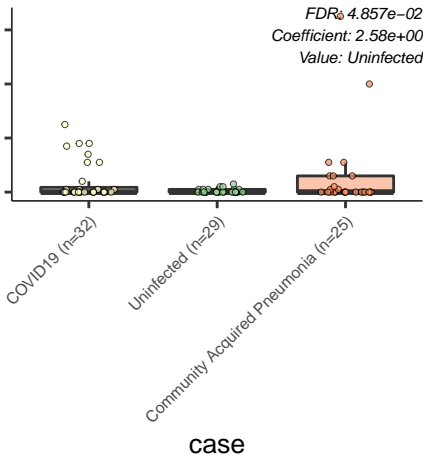 FDR: 4.857e−02
Coefficient: 2.58e+00
Value: Uninfected
COVID19 (n=32)
Uninfected (n=29)
Community Acquired Pneumonia (n=25)
case